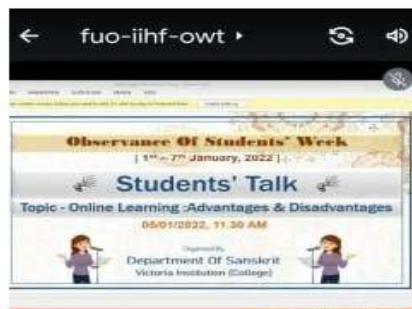 fuo-iihf-owt
Observance Of Students' Week
[ 1st - 7th January, 2022 ]
Students' Talk
Topic - Online Learning :Advantages & Disadvantages
05/01/2022, 11.30 AM
Organised By
Department Of Sanskrit
Victoria Institution (College)